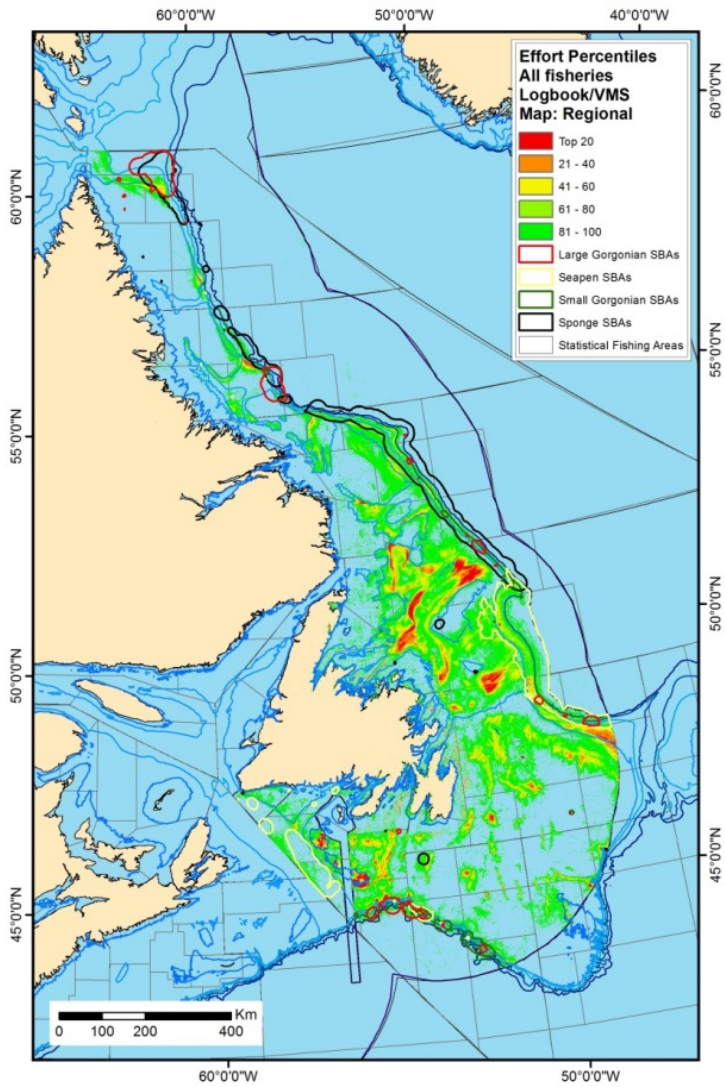 60°0'0"W 50°0'0"W 40°0'0"W
Effort Percentiles
All fisheries
Logbook/VMS
Map: Regional
Top 20
21 - 40
41 - 60
61 - 80
81 - 100
Large Gorgonian SBAs
Seapen SBAs
Small Gorgonian SBAs
Sponge SBAs
Statistical Fishing Areas
60°0'0"N
60°0'0"N
55°0'0"N
55°0'0"N
50°0'0"N
50°0'0"N
45°0'0"N
45°0'0"N
Km
0 100 200 400
60°0'0"W 50°0'0"W